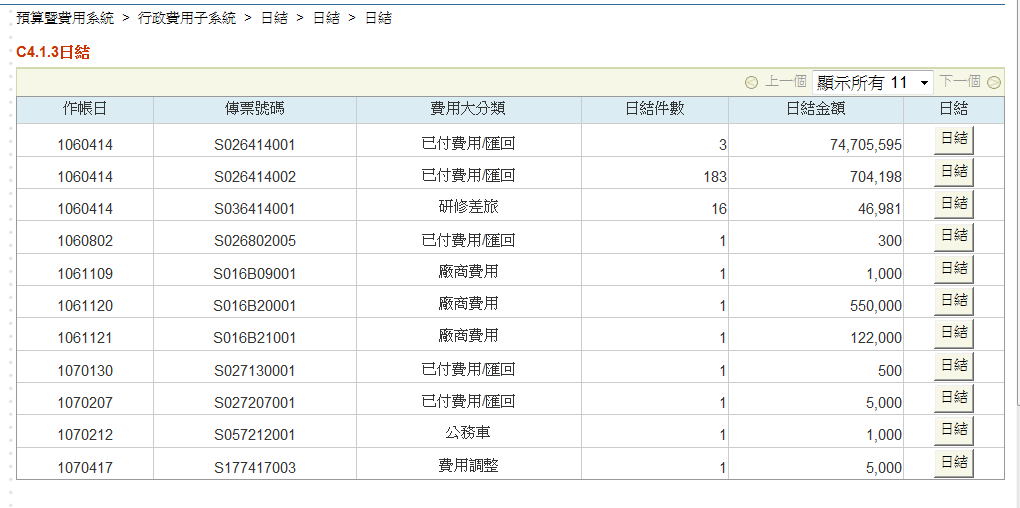 預算暨費用系統 > 行政費用子系統 > 日結 > 日結 > 日結
C4.1.3日結
上一個 顯示所有 11 下一個
作帳日 傳票號碼 費用大分類 日結件數 日結金額 日結
1060414 S026414001 已付費用/匯回 3 74,705,595 日結
1060414 S026414002 已付費用/匯回 183 704,198 日結
1060414 S036414001 研修差旅 16 46,981 日結
1060802 S026802005 已付費用/匯回 1 300 日結
1061109 S016B09001 廠商費用 1 1,000 日結
1061120 S016B20001 廠商費用 1 550,000 日結
1061121 S016B21001 廠商費用 1 122,000 日結
1070130 S027130001 已付費用/匯回 1 500 日結
1070207 S027207001 已付費用/匯回 1 5,000 日結
1070212 S057212001 公務車 1 1,000 日結
1070417 S177417003 費用調整 1 5,000 日結